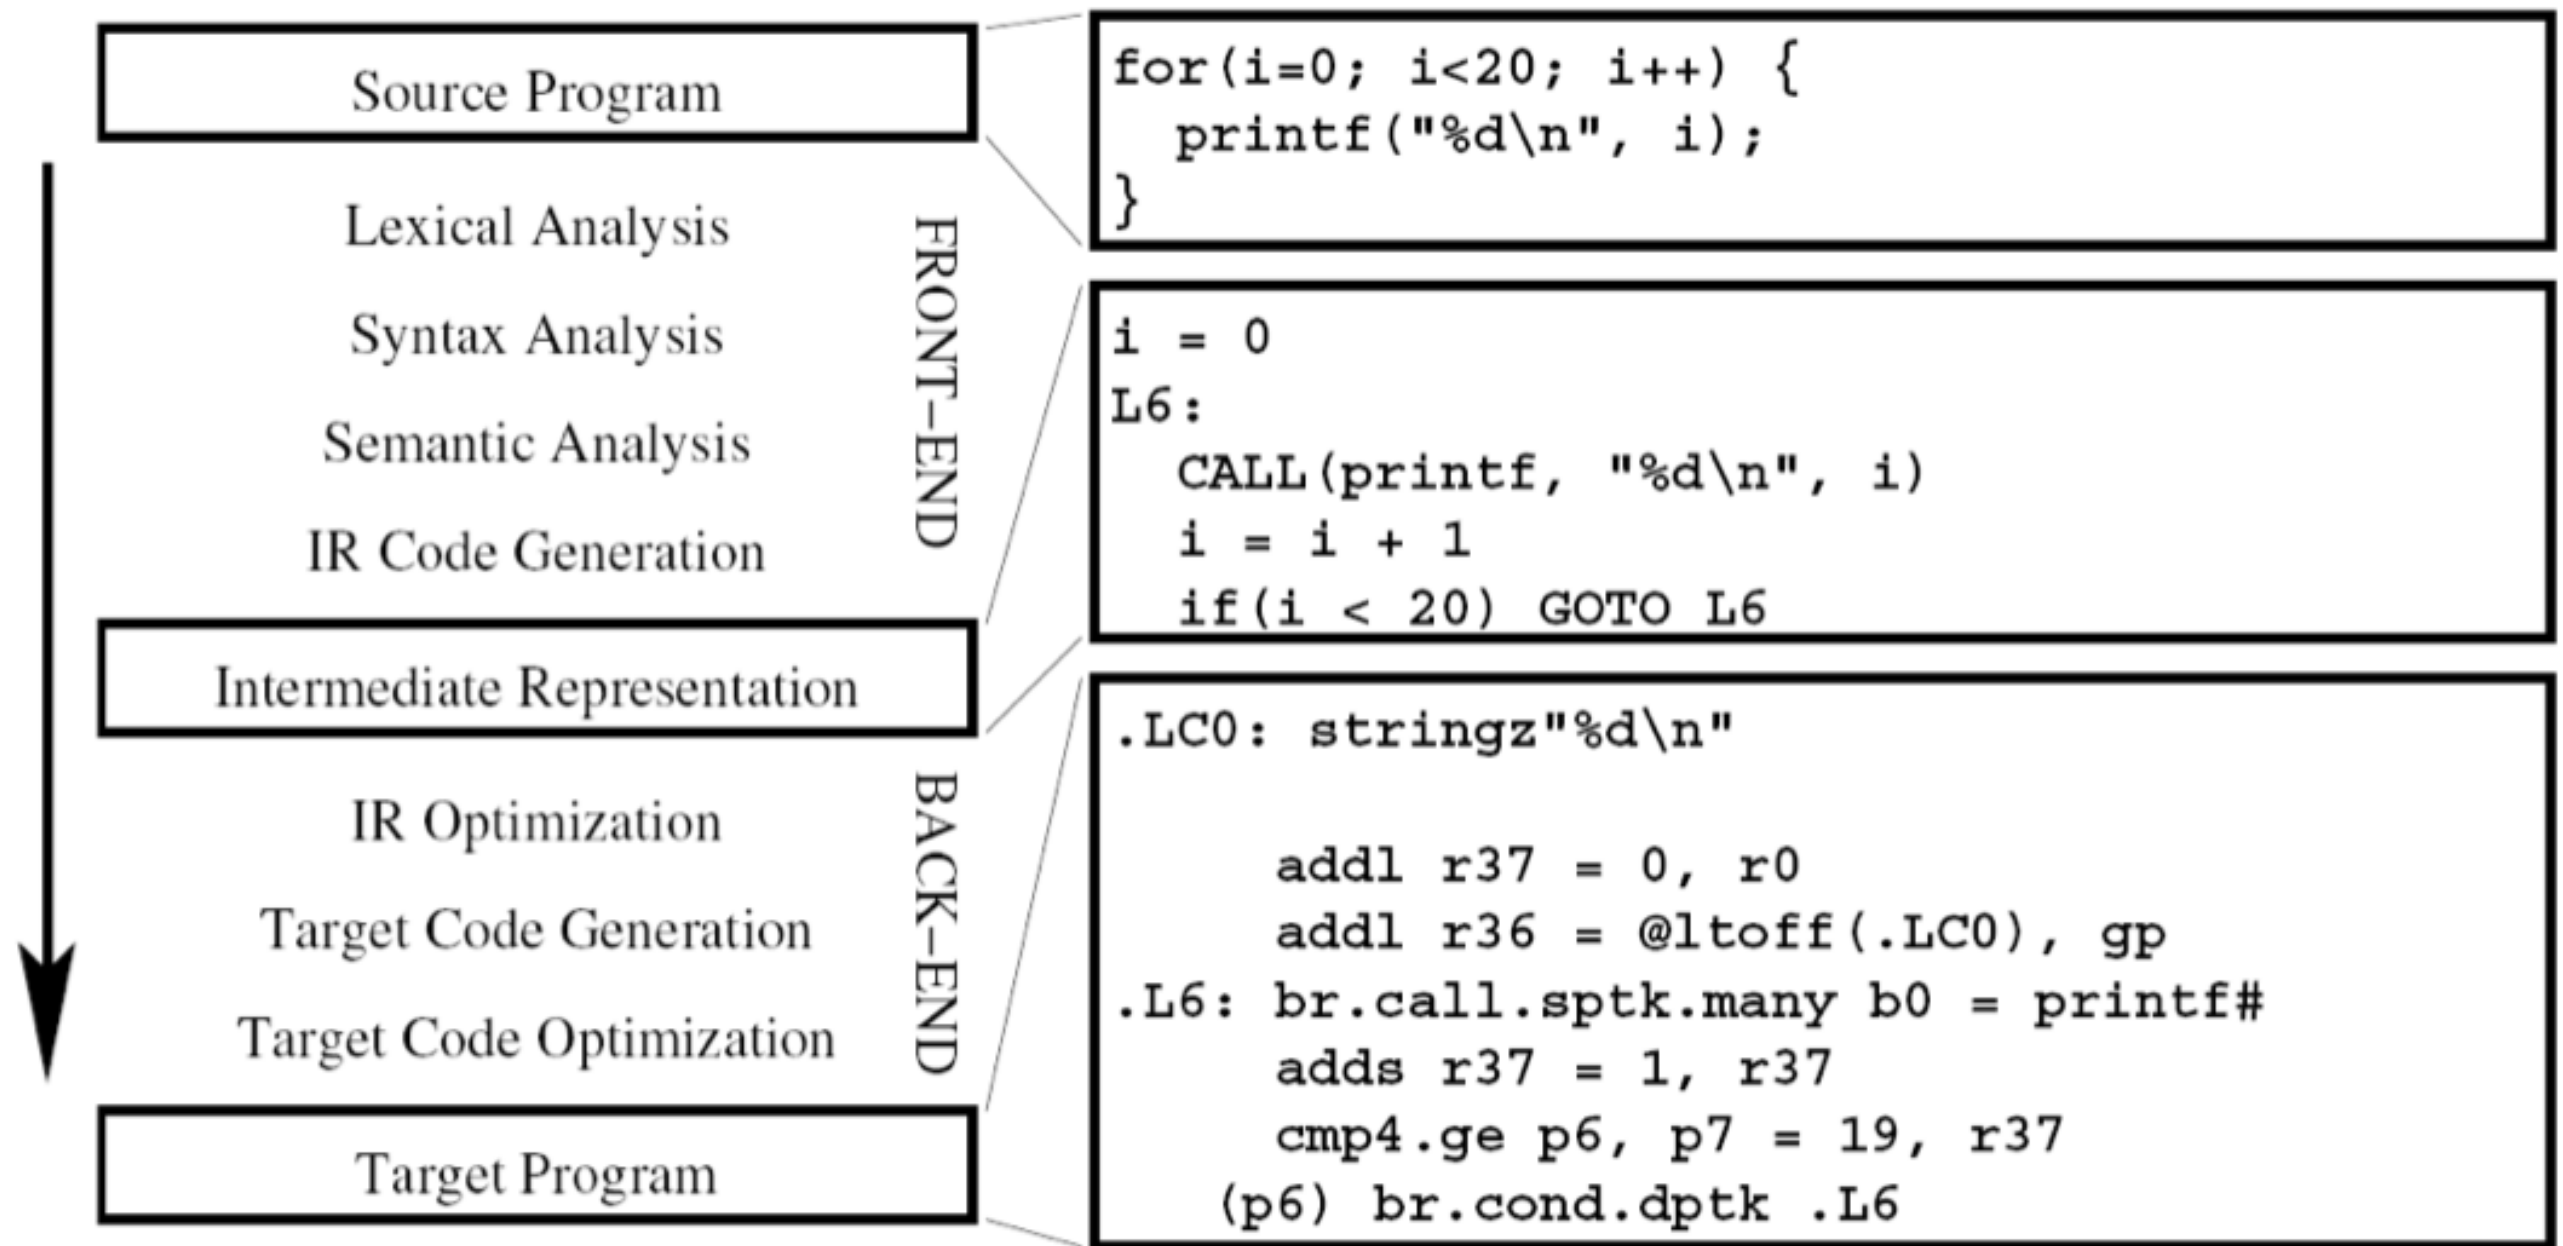 Source Program
Lexical Analysis
Syntax Analysis
Semantic Analysis
IR Code Generation
FRONT-END
Intermediate Representation
IR Optimization
Target Code Generation
Target Code Optimization
BACK-END
Target Program
for(i=0; i<20; i++) {
  printf("%d\n", i);
}
i = 0
L6:
  CALL(printf, "%d\n", i)
  i = i + 1
  if(i < 20) GOTO L6
.LC0: stringz"%d\n"
     addl r37 = 0, r0
     addl r36 = @ltoff(.LC0), gp
.L6: br.call.sptk.many b0 = printf#
     adds r37 = 1, r37
     cmp4.ge p6, p7 = 19, r37
   (p6) br.cond.dptk .L6